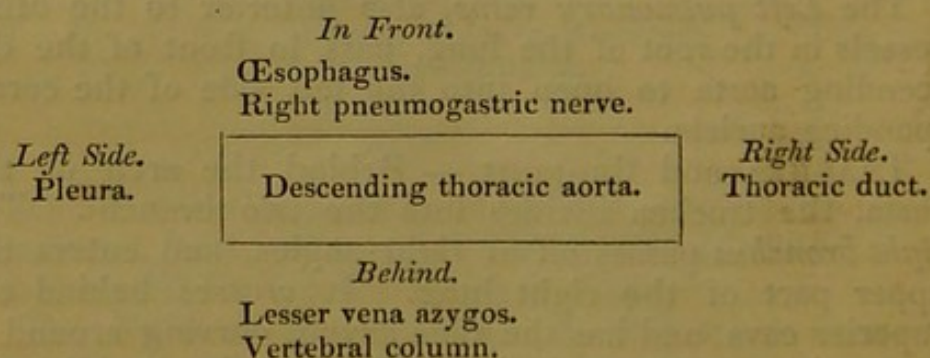 In Front.
Œsophagus.
Right pneumogastric nerve.
Left Side.
Pleura.
Descending thoracic aorta.
Right Side.
Thoracic duct.
Behind.
Lesser vena azygos.
Vertebral column.